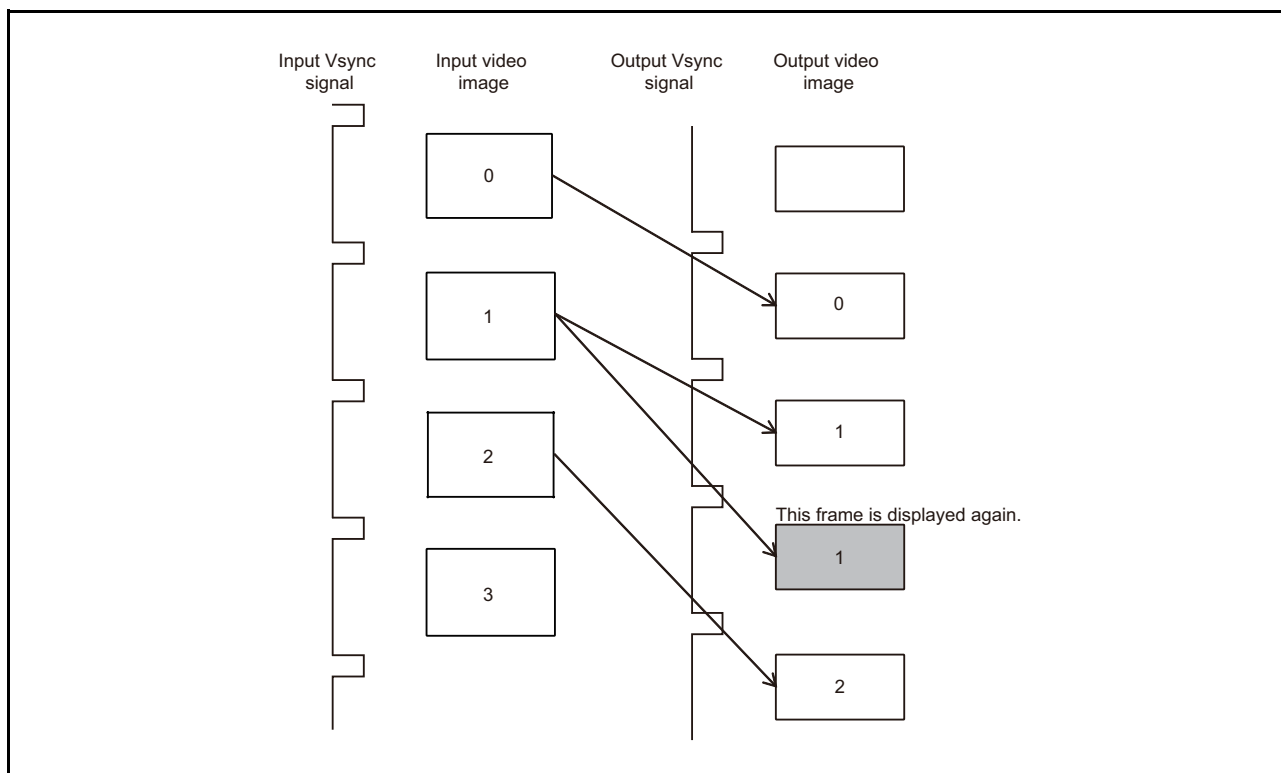 Input Vsync
signal
Input video
image
Output Vsync
signal
Output video
image
0
1
0
2
1
This frame is displayed again.
1
3
2